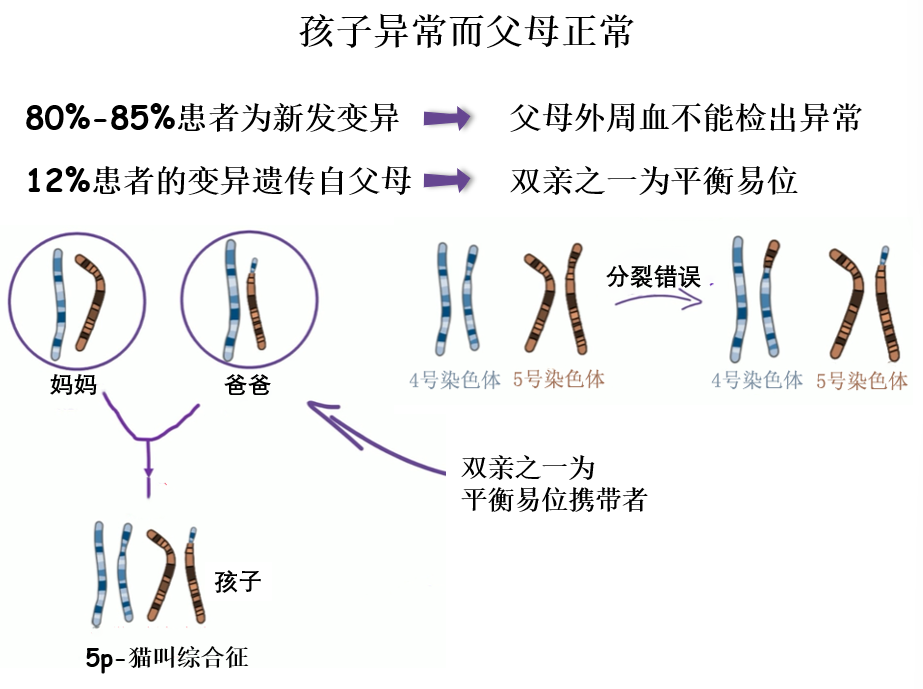 孩子异常而父母正常
80%-85%患者为新发变异
父母外周血不能检出异常
12%患者的变异遗传自父母
双亲之一为平衡易位
分裂错误
妈妈
爸爸
4号染色体
5号染色体
4号染色体
5号染色体
双亲之一为
平衡易位携带者
孩子
5p-猫叫综合征